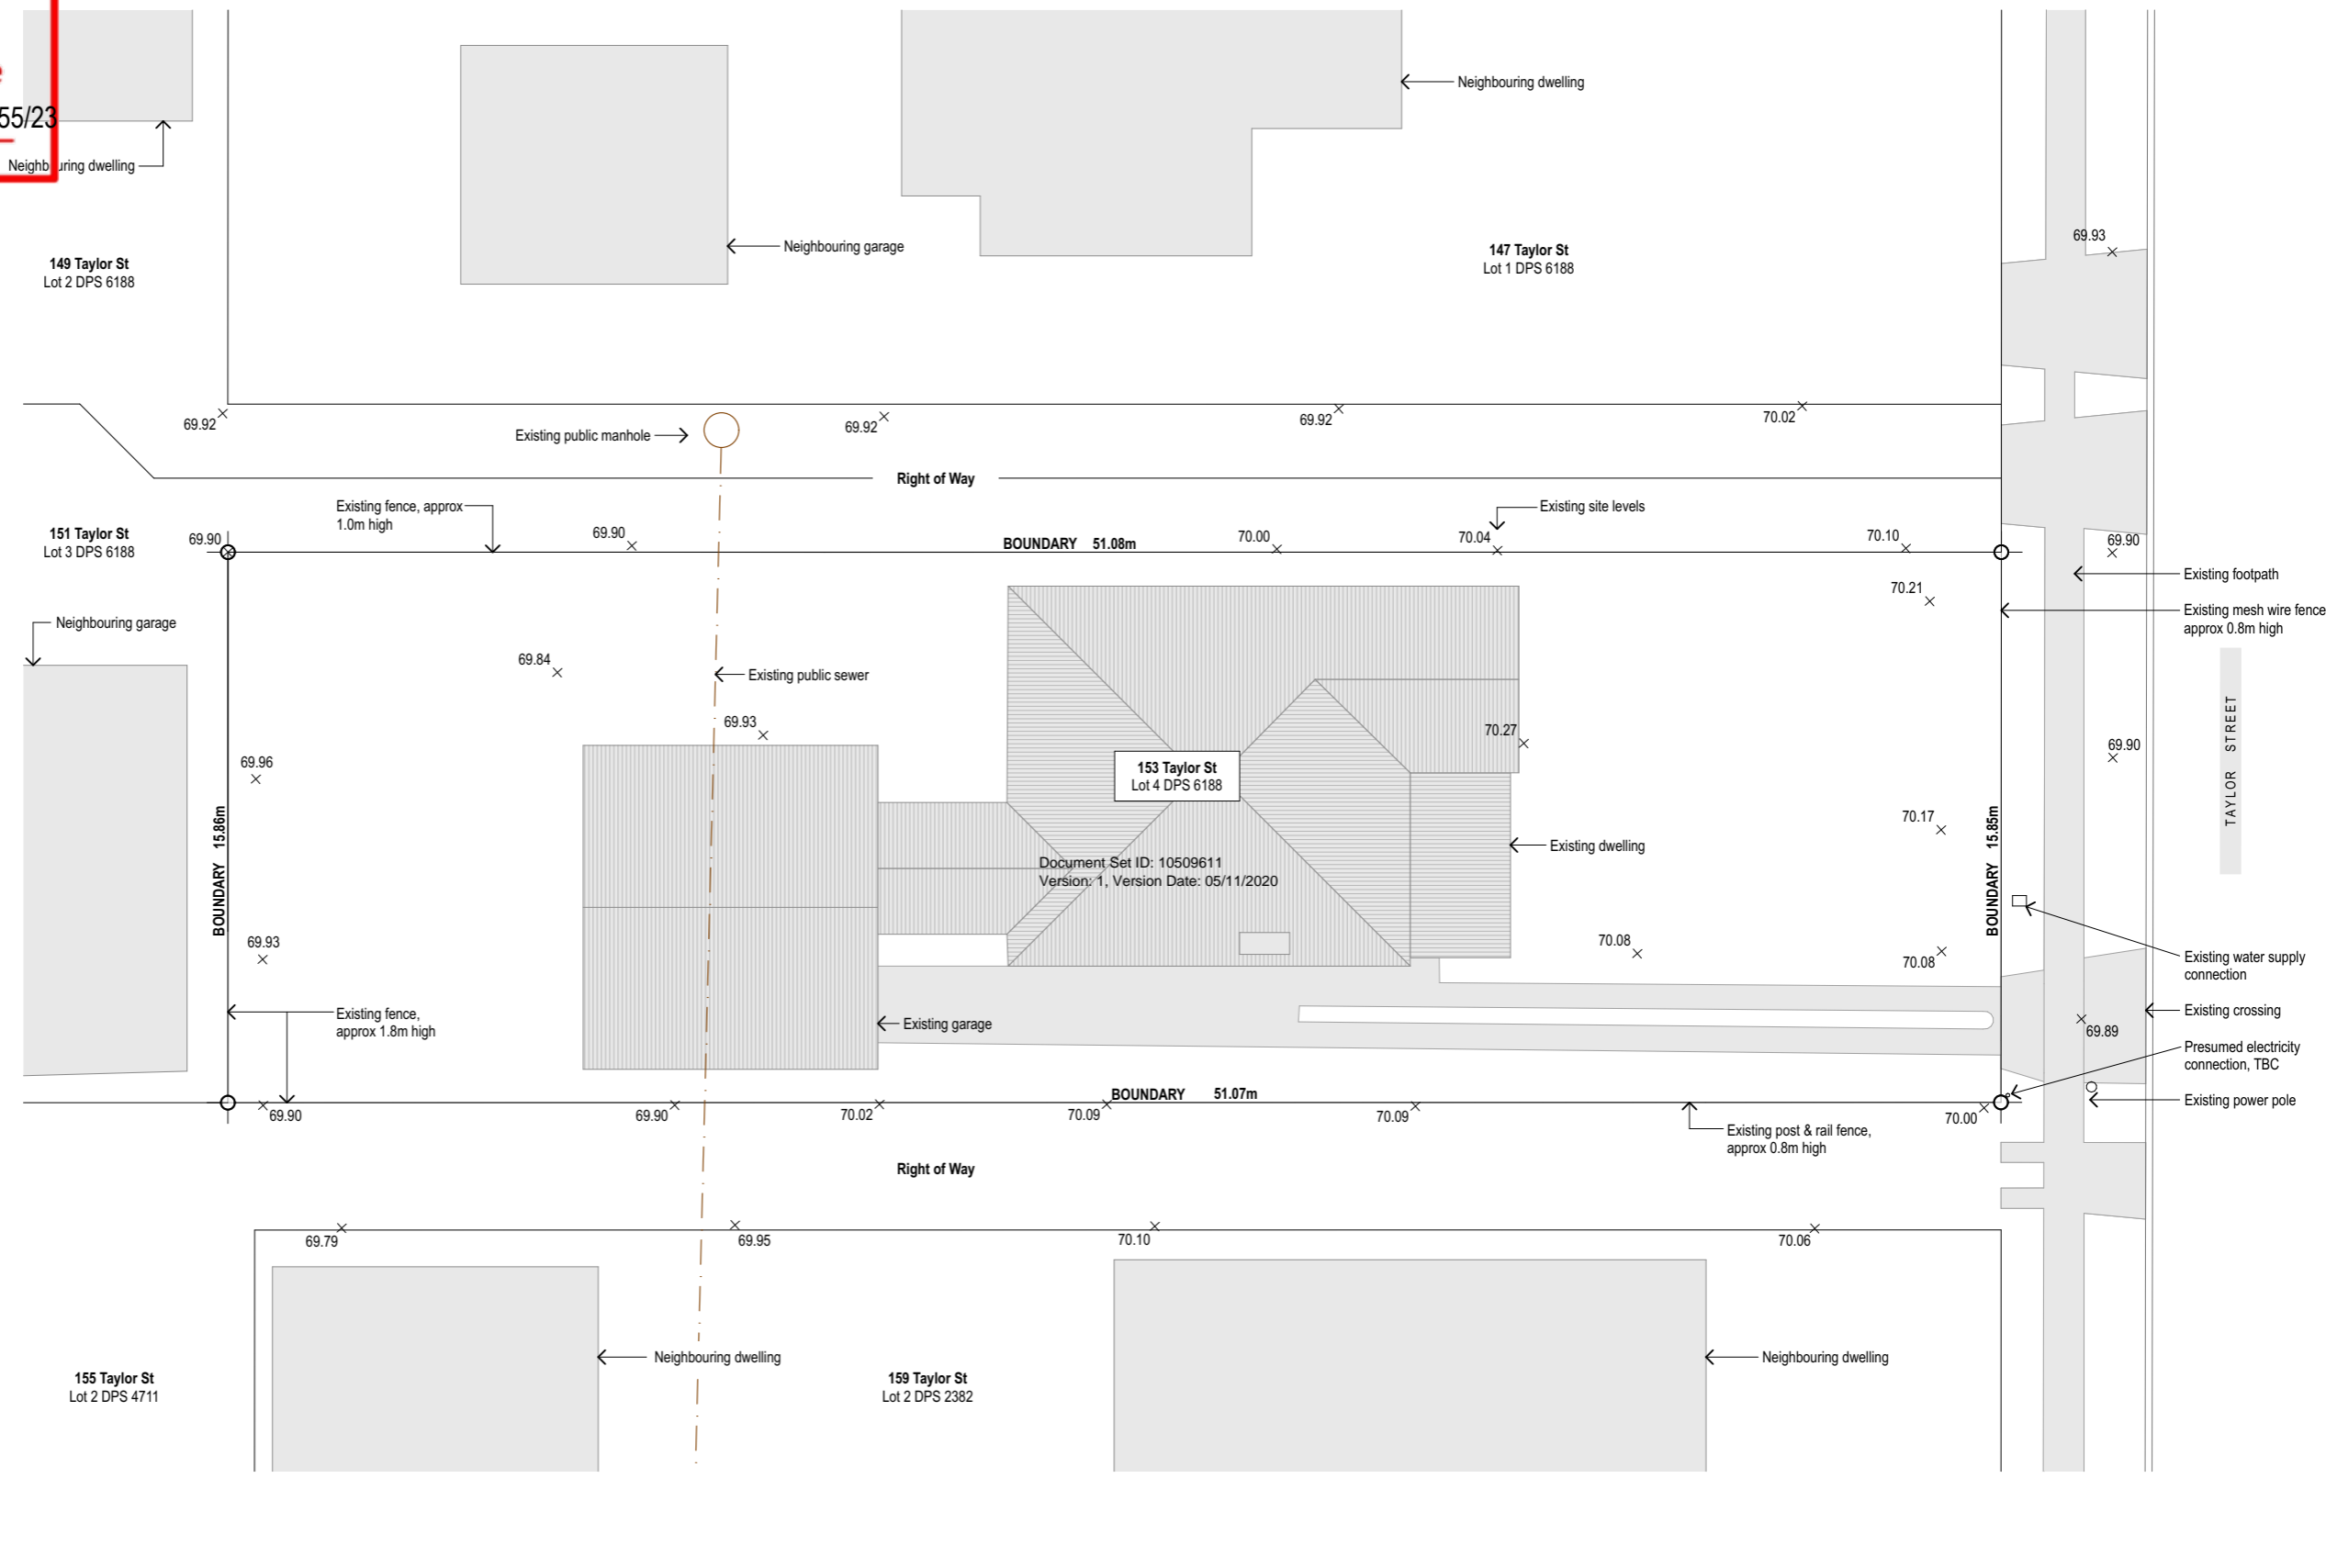 55/23
Neighbouring dwelling
Neighbouring dwelling
Neighbouring garage
149 Taylor St
Lot 2 DPS 6188
147 Taylor St
Lot 1 DPS 6188
69.93
69.92
Existing public manhole
69.92
69.92
70.02
Right of Way
Existing fence, approx
1.0m high
Existing site levels
151 Taylor St
Lot 3 DPS 6188
69.90
69.90
BOUNDARY 51.08m
70.00
70.04
70.10
69.90
Existing footpath
70.21
Existing mesh wire fence
approx 0.8m high
Neighbouring garage
69.84
Existing public sewer
69.93
70.27
TAYLOR STREET
69.96
153 Taylor St
Lot 4 DPS 6188
69.90
BOUNDARY 15.86m
70.17
BOUNDARY 15.85m
Existing dwelling
Document Set ID: 10509611
Version: 1, Version Date: 05/11/2020
69.93
70.08
70.08
Existing water supply
connection
Existing fence,
approx 1.8m high
Existing garage
Existing crossing
69.89
Presumed electricity
connection, TBC
Existing power pole
69.90
69.90
70.02
70.09
BOUNDARY 51.07m
70.09
70.00
Existing post & rail fence,
approx 0.8m high
Right of Way
69.79
69.95
70.10
70.06
Neighbouring dwelling
Neighbouring dwelling
155 Taylor St
Lot 2 DPS 4711
159 Taylor St
Lot 2 DPS 2382